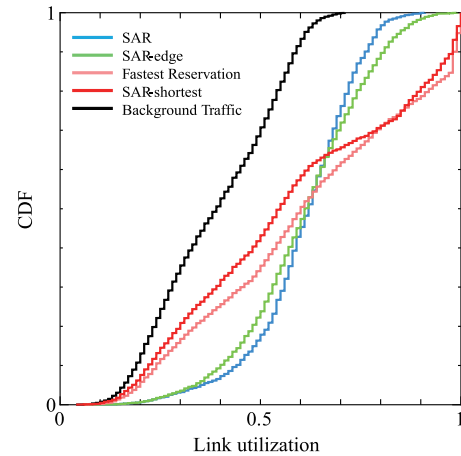 1
SAR
SAR-edge
Fastest Reservation
SAR-shortest
Background Traffic
CDF
0
0
0.5
1
Link utilization